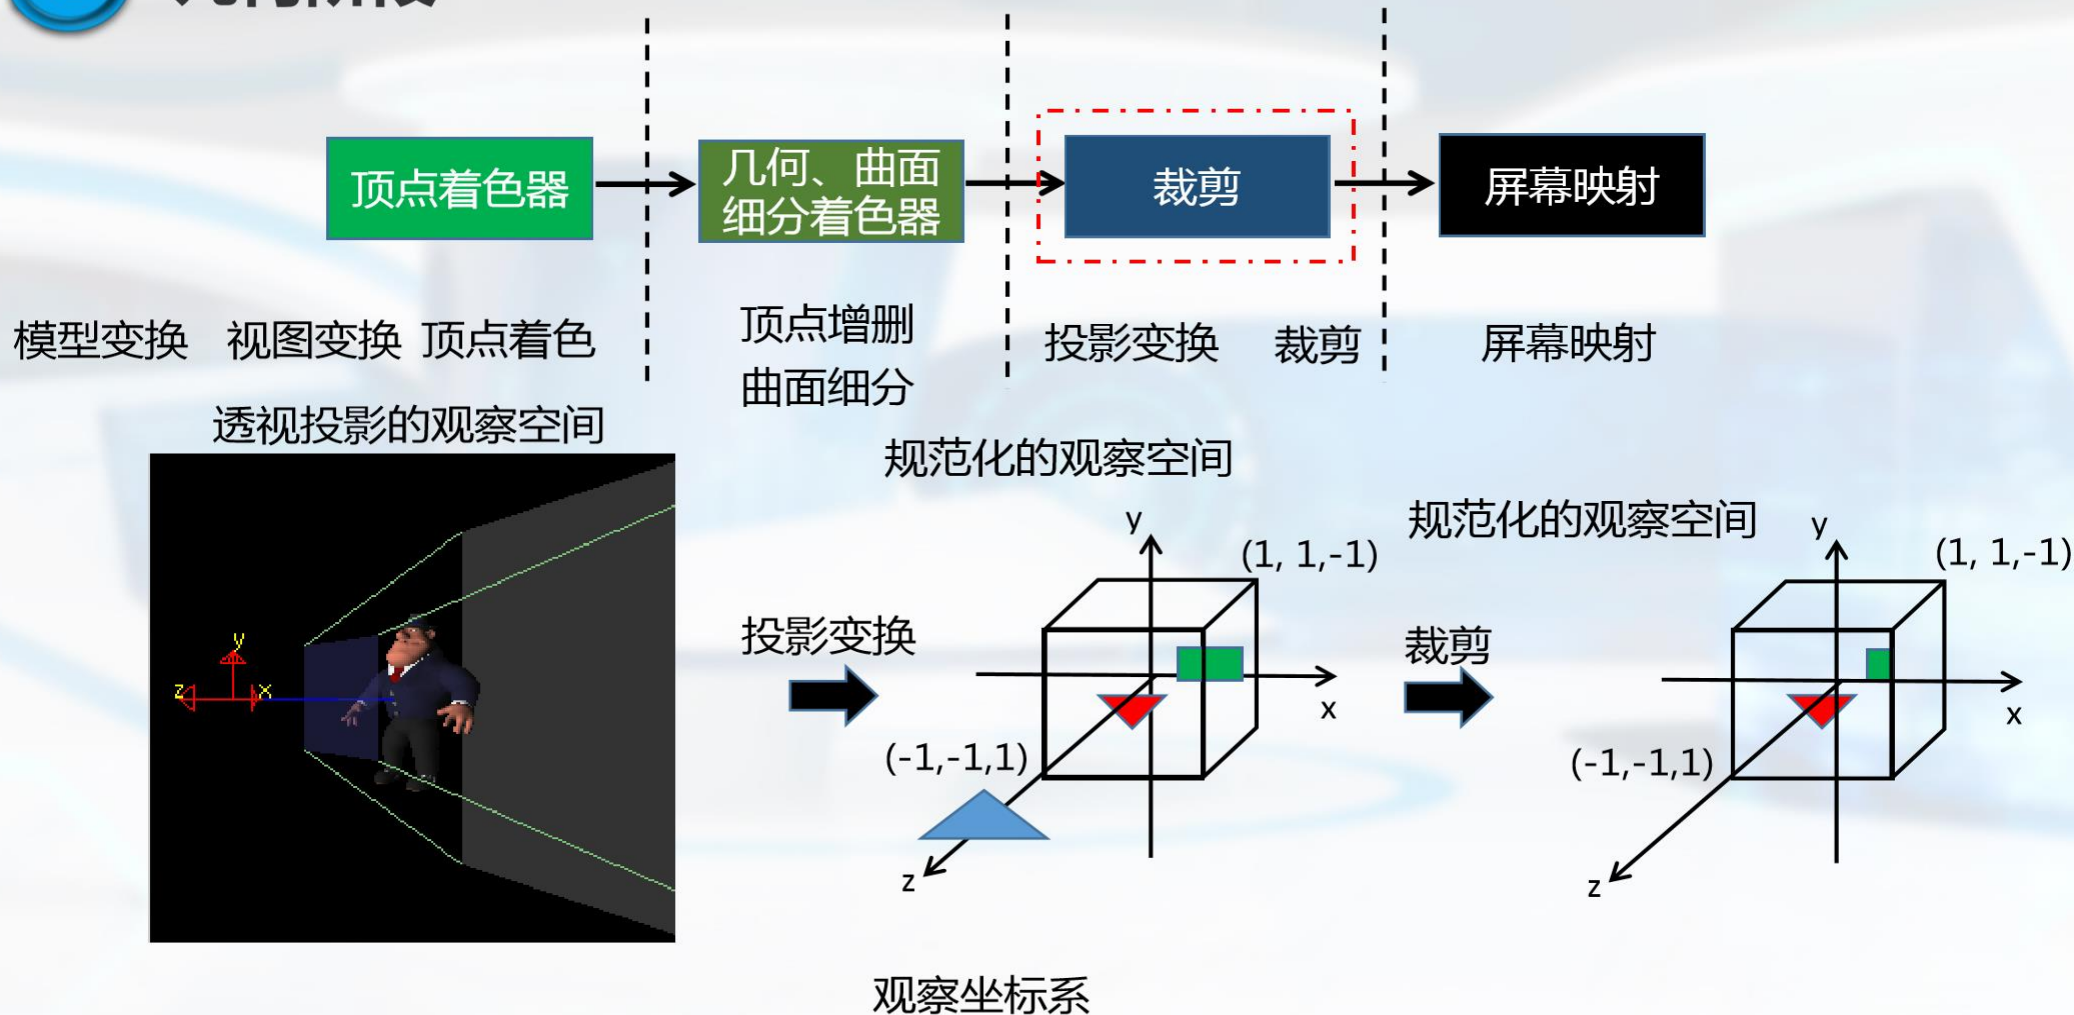 顶点着色器
几何、曲面
细分着色器
裁剪
屏幕映射
模型变换 视图变换 顶点着色
顶点增删
曲面细分
投影变换 裁剪
屏幕映射
透视投影的观察空间
y
z
x
投影变换
规范化的观察空间
y
(1, 1,-1)
x
(-1,-1,1)
z
裁剪
规范化的观察空间
y
(1, 1,-1)
x
(-1,-1,1)
z
观察坐标系